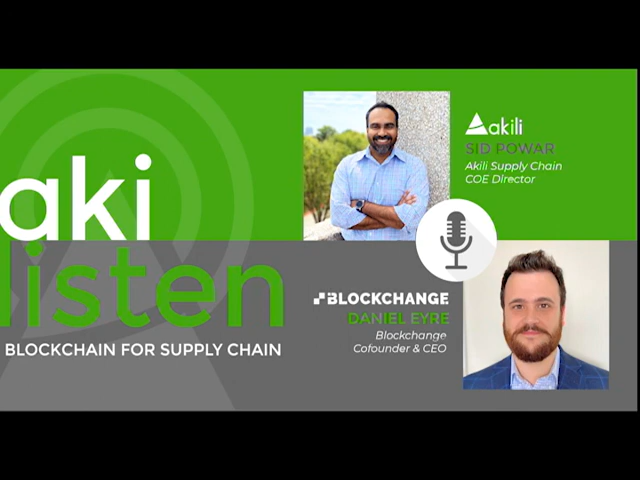 aki
listen
BLOCKCHAIN FOR SUPPLY CHAIN
akili
SID POWAR
Akili Supply Chain
COE Director
BLOCKCHANGE
DANIEL EYRE
Blockchange
Cofounder & CEO